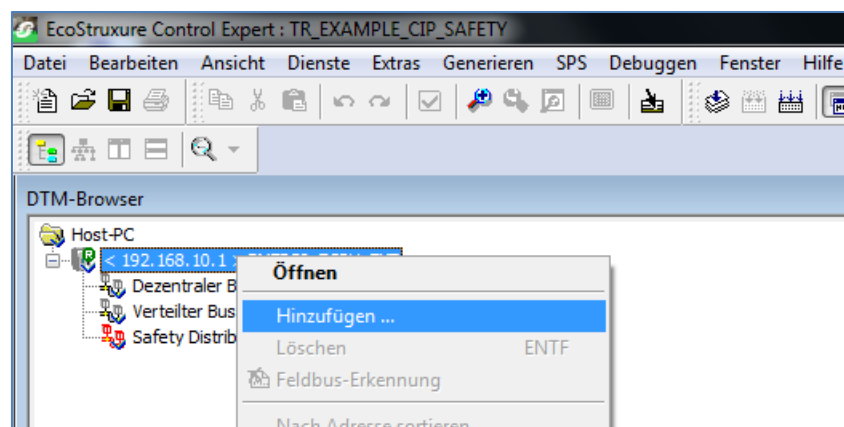 EcoStruxure Control Expert : TR_EXAMPLE_CIP_SAFETY
Datei Bearbeiten Ansicht Dienste Extras Generieren SPS Debuggen Fenster Hilfe
DTM-Browser
Host-PC
< 192.168.10.1 >
Dezentraler B
Verteilter Bus
Safety Distrib
Öffnen
Hinzufügen ...
Löschen ENTF
Feldbus-Erkennung
Nach Adresse sortieren